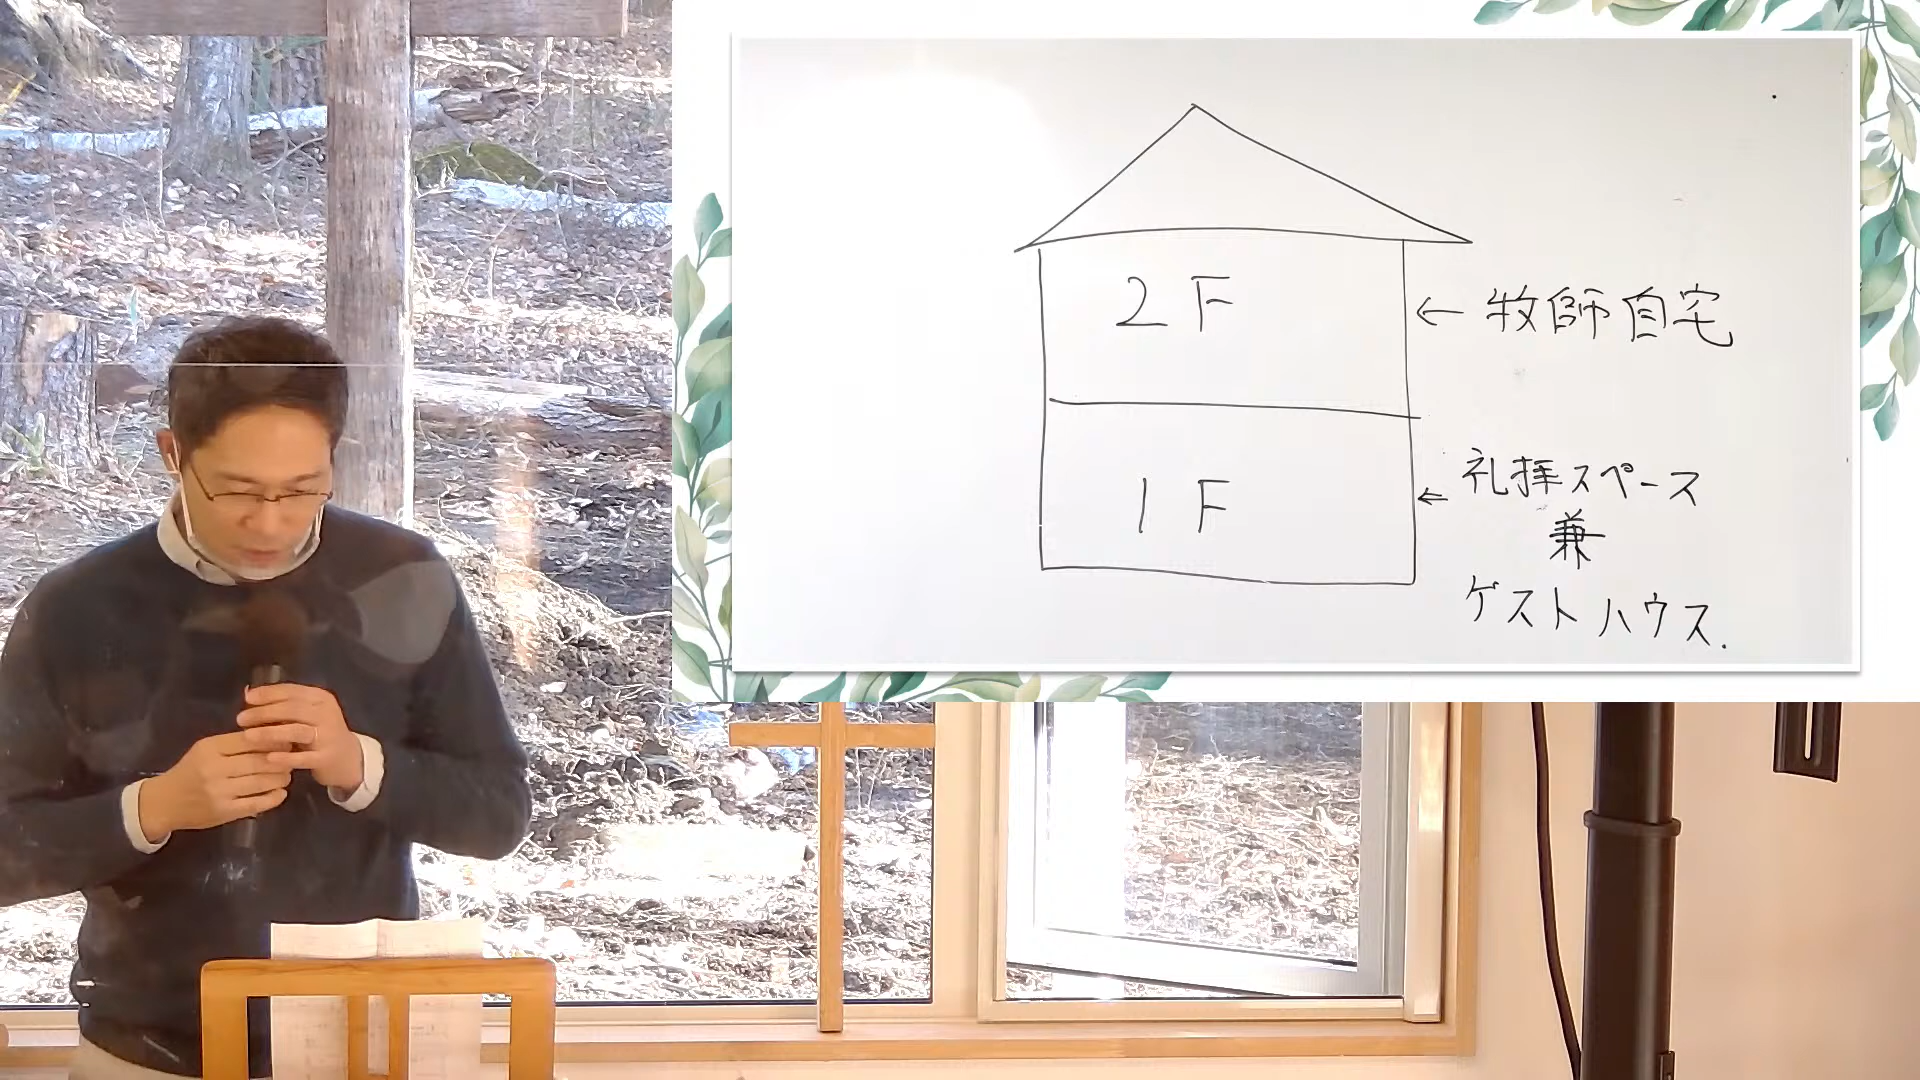 2F
← 牧師自宅
1F
← 礼拝スペース
兼
ゲストハウス.